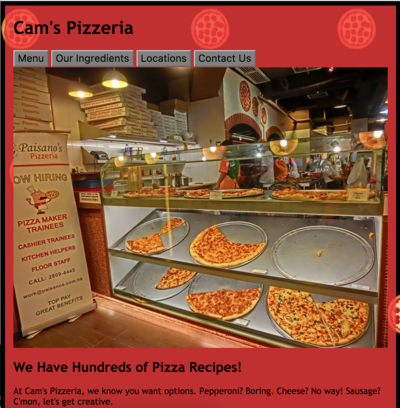 Cam's Pizzeria
Menu
Our Ingredients
Locations
Contact Us
Paisano's
Pizzeria
OW HIRING
PIZZA MAKER
TRAINEES
CASHIER TRAINEES
KITCHEN HELPERS
FLOOR STAFF
TOP PAY
GREAT BENEFITS
We Have Hundreds of Pizza Recipes!
At Cam's Pizzeria, we know you want options. Pepperoni? Boring. Cheese? No way! Sausage?
C'mon, let's get creative.